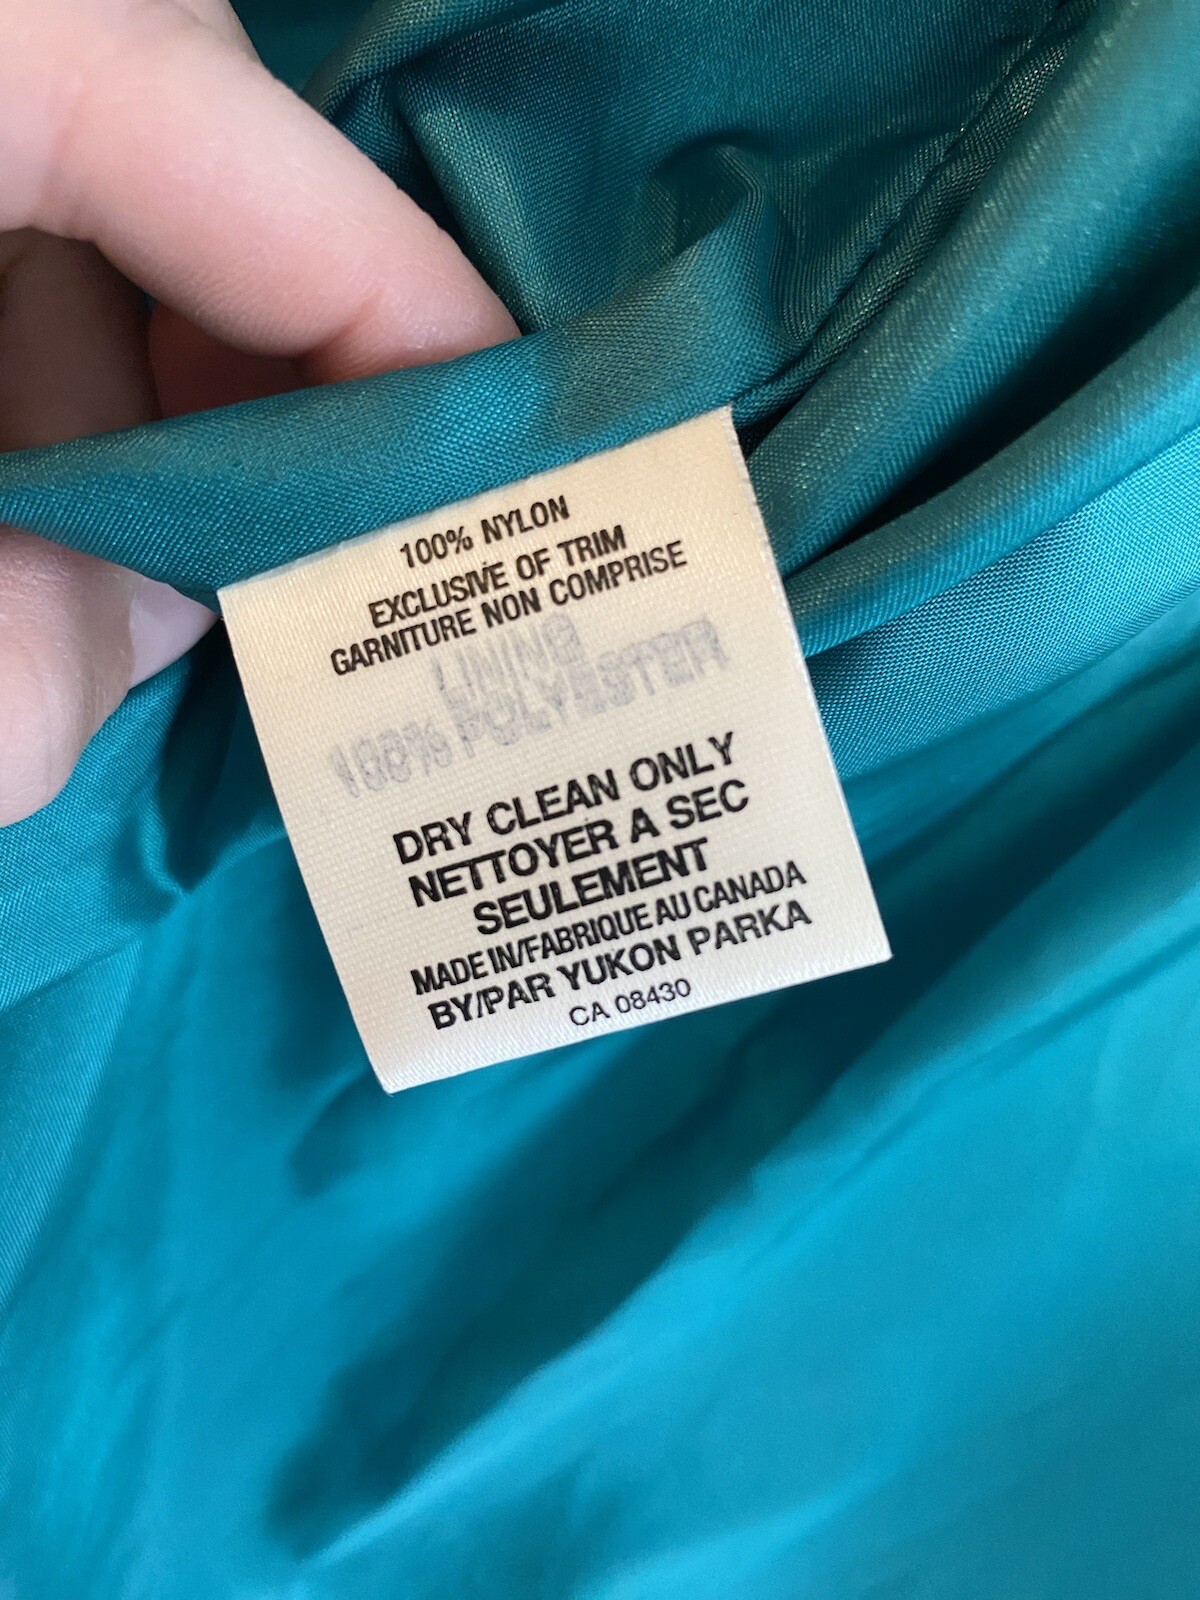 100% NYLON
EXCLUSIVE OF TRIM
GARNITURE NON COMPRISE
LINING
100% POLYESTER
DRY CLEAN ONLY
NETTOYER A SEC
SEULEMENT
MADE IN/FABRIQUE AU CANADA
BY/PAR YUKON PARKA
CA 08430